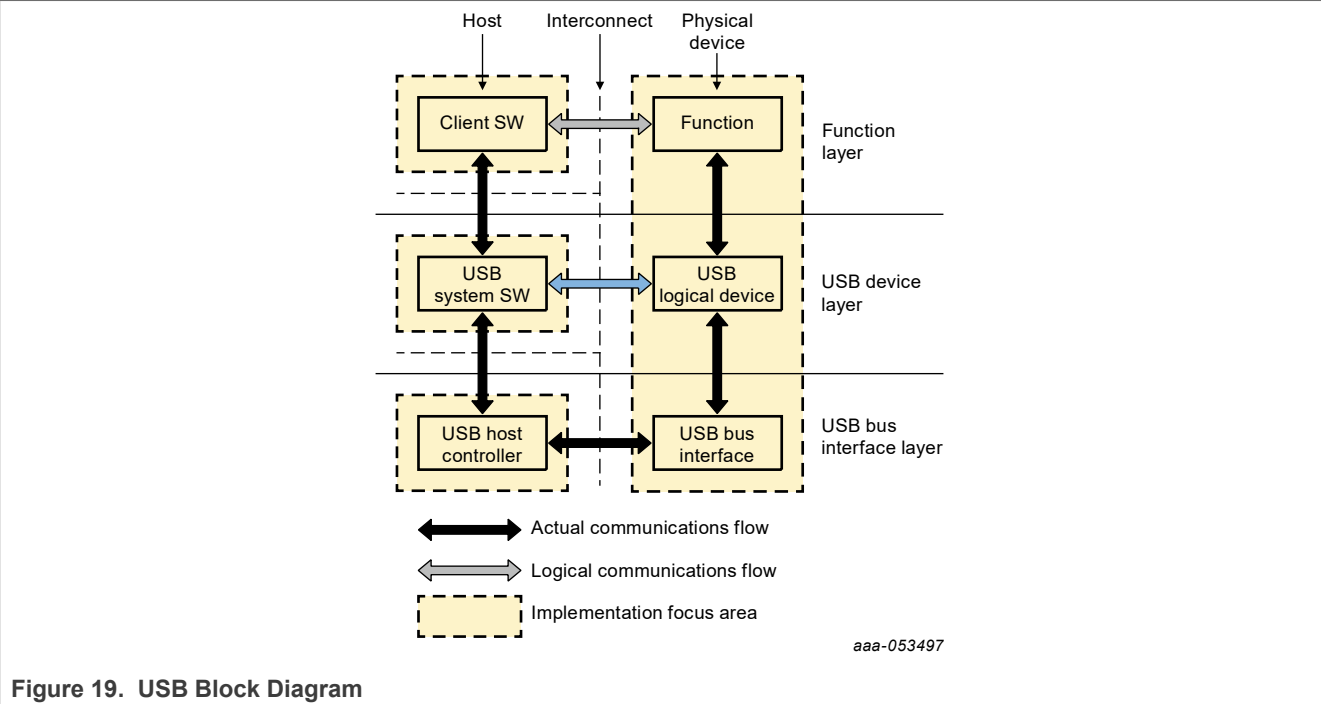 Host
Interconnect
Physical
device
Client SW
Function
Function
layer
USB
system SW
USB
logical device
USB device
layer
USB host
controller
USB bus
interface
USB bus
interface layer
Actual communications flow
Logical communications flow
Implementation focus area
aaa-053497
Figure 19. USB Block Diagram